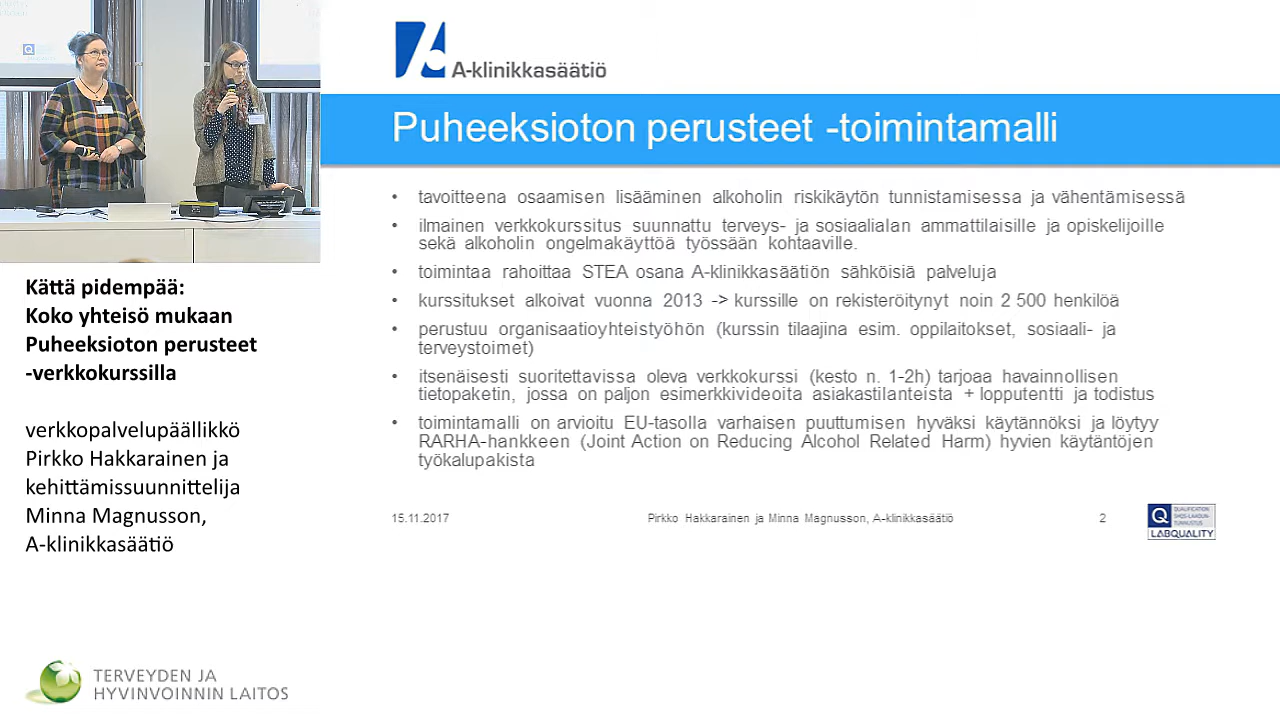 A-klinikkasäätiö
Puheeksioton perusteet -toimintamalli
• tavoitteena osaamisen lisääminen alkoholin riskikäytön tunnistamisessa ja vähentämisessä
• ilmainen verkkokurssitus suunnattu terveys- ja sosiaalialan ammattilaisille ja opiskelijoille
sekä alkoholin ongelmakäyttöä työssään kohtaaville.
• toimintaa rahoittaa STEA osana A-klinikkasäätiön sähköisiä palveluja
• kurssitukset alkoivat vuonna 2013 -> kurssille on rekisteröitynyt noin 2 500 henkilöä
• perustuu organisaatioyhteistyöhön (kurssin tilaajina esim. oppilaitokset, sosiaali- ja
terveystoimet)
• itsenäisesti suoritettavissa oleva verkkokurssi (kesto n. 1-2h) tarjoaa havainnollisen
tietopaketin, jossa on paljon esimerkkivideoita asiakastilanteista + lopputentti ja todistus
• toimintamalli on arvioitu EU-tasolla varhaisen puuttumisen hyväksi käytännöksi ja löytyy
RARHA-hankkeen (Joint Action on Reducing Alcohol Related Harm) hyvien käytäntöjen
työkalupakista
15.11.2017
Pirkko Hakkarainen ja Minna Magnusson, A-klinikkasäätiö
2
Q
LABQUALITY
Kättä pidempää:
Koko yhteisö mukaan
Puheeksioton perusteet
-verkkokurssilla
verkkopalvelupäällikkö
Pirkko Hakkarainen ja
kehittämissuunnittelija
Minna Magnusson,
A-klinikkasäätiö
TERVEYDEN JA
HYVINVOINNIN LAITOS